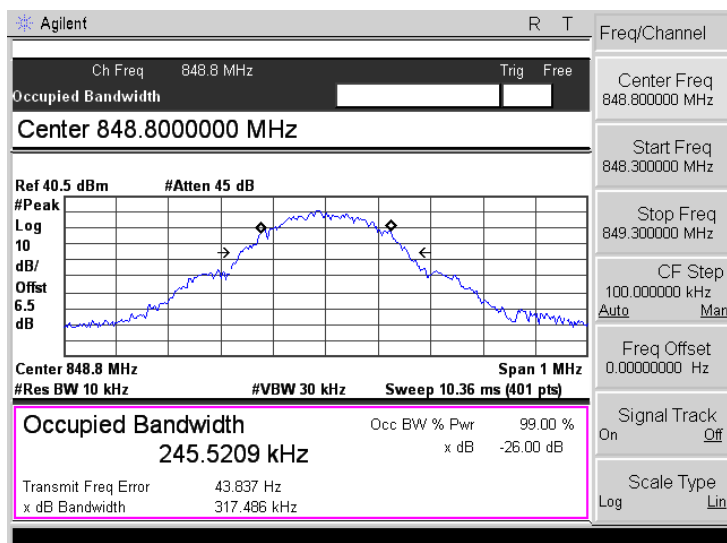 Agilent R T
Ch Freq 848.8 MHz Trig Free
Occupied Bandwidth
Center 848.8000000 MHz
Ref 40.5 dBm #Atten 45 dB
#Peak
Log
10
dB/
Offst
6.5
dB
Center 848.8 MHz Span 1 MHz
#Res BW 10 kHz #VBW 30 kHz Sweep 10.36 ms (401 pts)
Occupied Bandwidth Occ BW % Pwr 99.00 %
245.5209 kHz x dB -26.00 dB
Transmit Freq Error 43.837 Hz
x dB Bandwidth 317.486 kHz
Freq/Channel
Center Freq
848.800000 MHz
Start Freq
848.300000 MHz
Stop Freq
849.300000 MHz
CF Step
100.000000 kHz
Auto Man
Freq Offset
0.00000000 Hz
Signal Track
On Off
Scale Type
Log Lin